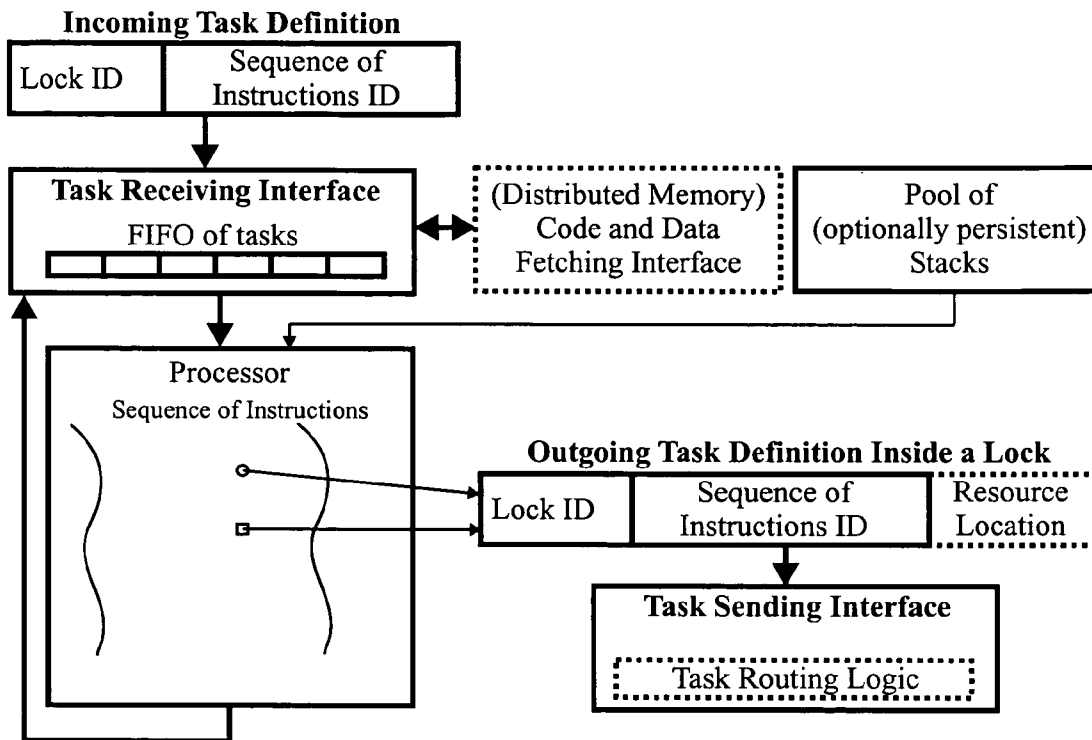 Incoming Task Definition
Lock ID
Sequence of
Instructions ID
Task Receiving Interface
FIFO of tasks
(Distributed Memory)
Code and Data
Fetching Interface
Pool of
(optionally persistent)
Stacks
Processor
Sequence of Instructions
Outgoing Task Definition Inside a Lock
Lock ID
Sequence of
Instructions ID
Resource
Location
Task Sending Interface
Task Routing Logic